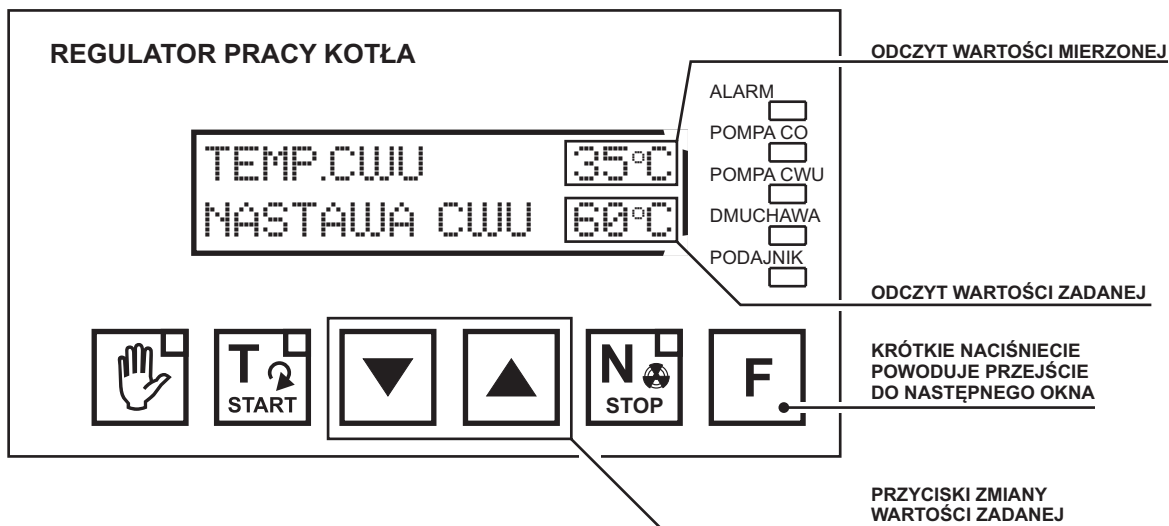 REGULATOR PRACY KOTŁA
ODCZYT WARTOŚCI MIERZONEJ
ALARM
POMPA CO
POMPA CWU
DMUCHAWA
PODAJNIK
TEMP.CWU 35°C
NASTAWA CWU 60°C
ODCZYT WARTOŚCI ZADANEJ
T
START
N
STOP
F
KRÓTKIE NACIŚNIECIE
POWODUJE PRZEJŚCIE
DO NASTĘPNEGO OKNA
PRZYCISKI ZMIANY
WARTOŚCI ZADANEJ